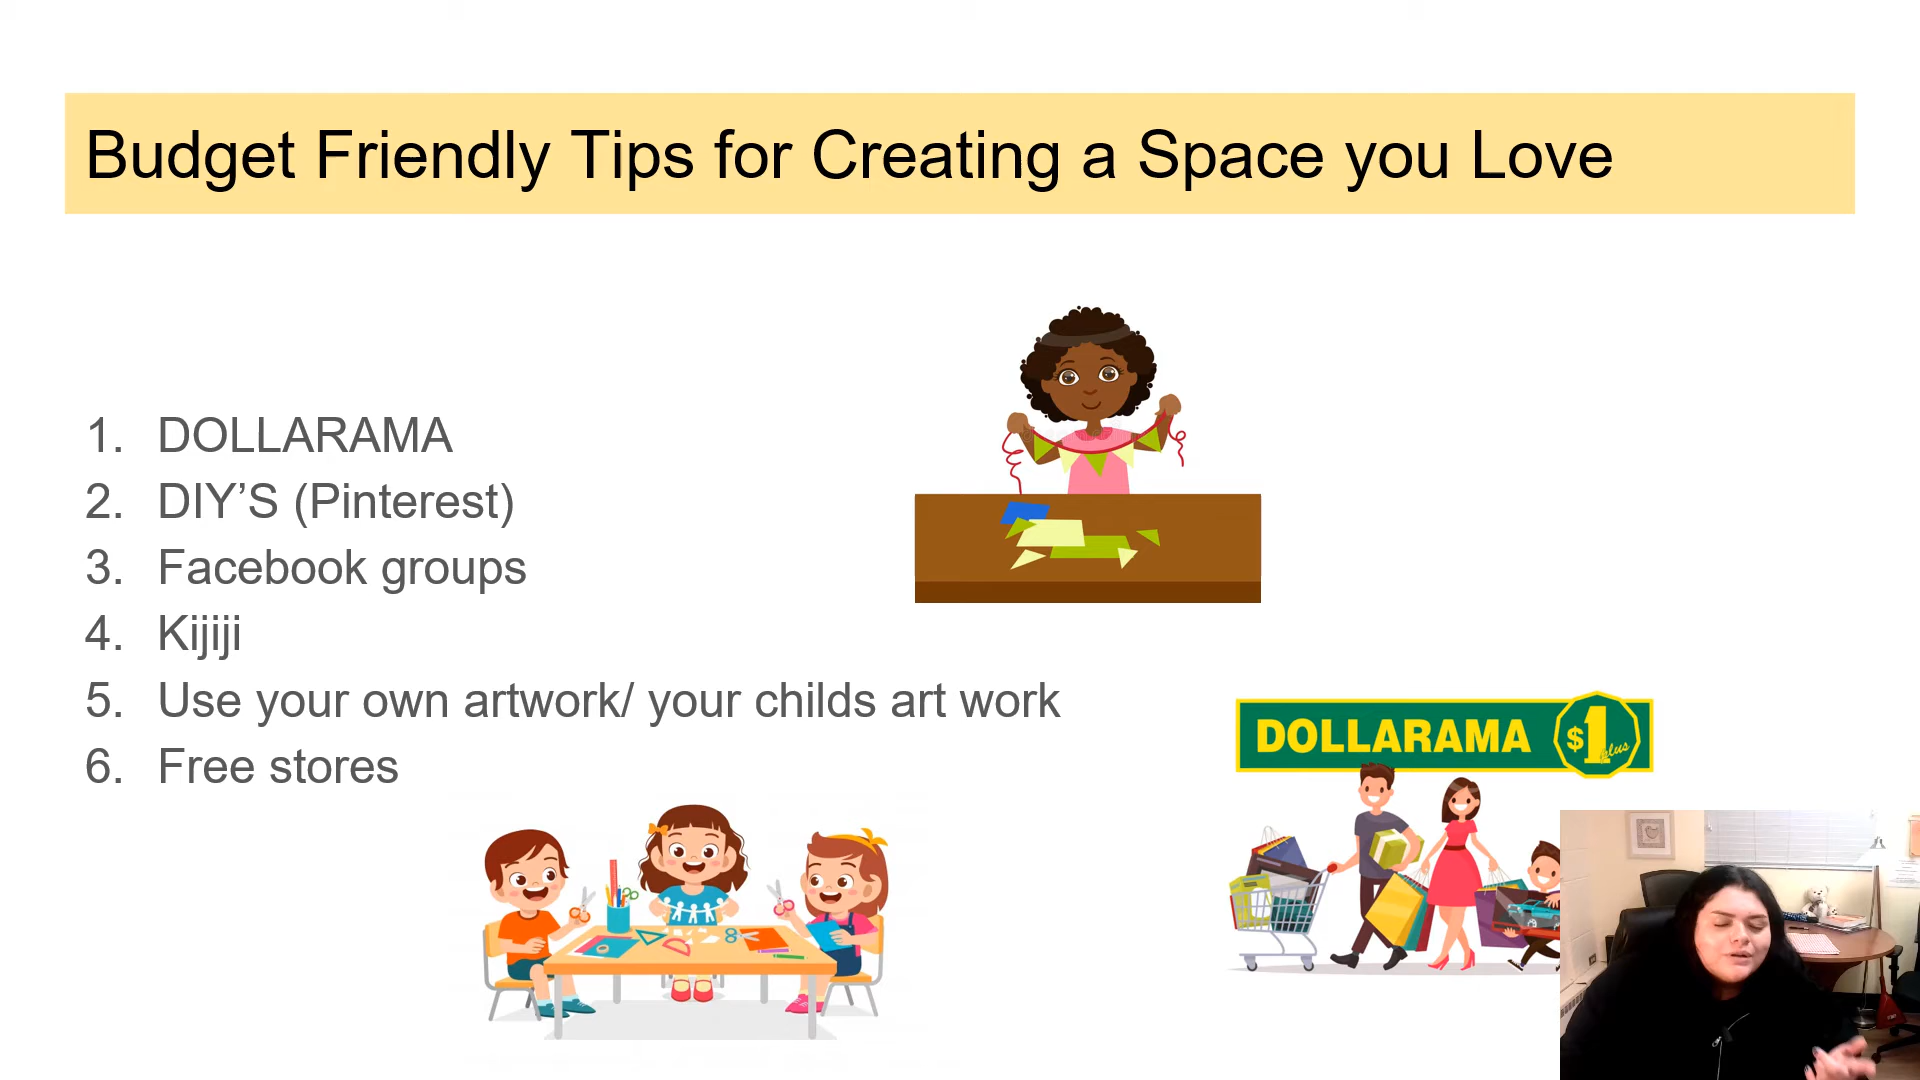 Budget Friendly Tips for Creating a Space you Love
1. DOLLARAMA
2. DIY’S (Pinterest)
3. Facebook groups
4. Kijiji
5. Use your own artwork/ your childs art work
6. Free stores
DOLLARAMA $1 plus